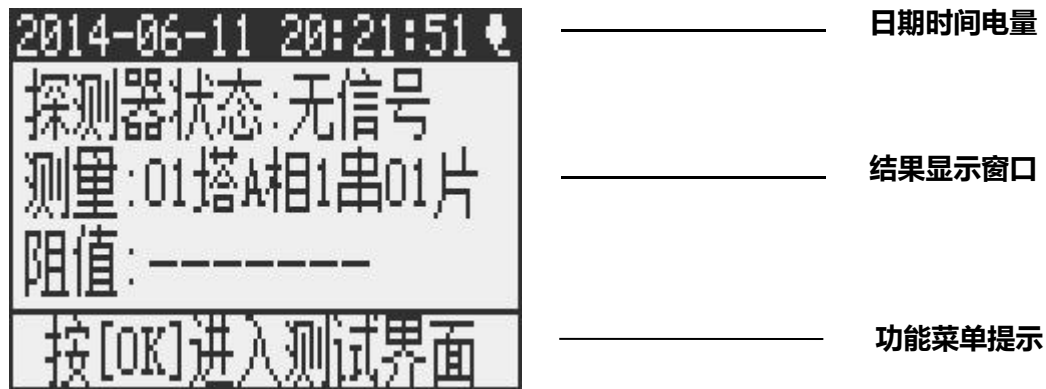 2014-06-11 20:21:51
日期时间电量
探测器状态:无信号
测量:01塔A相1串01片
结果显示窗口
阻值:-------
按[OK]进入测试界面
功能菜单提示